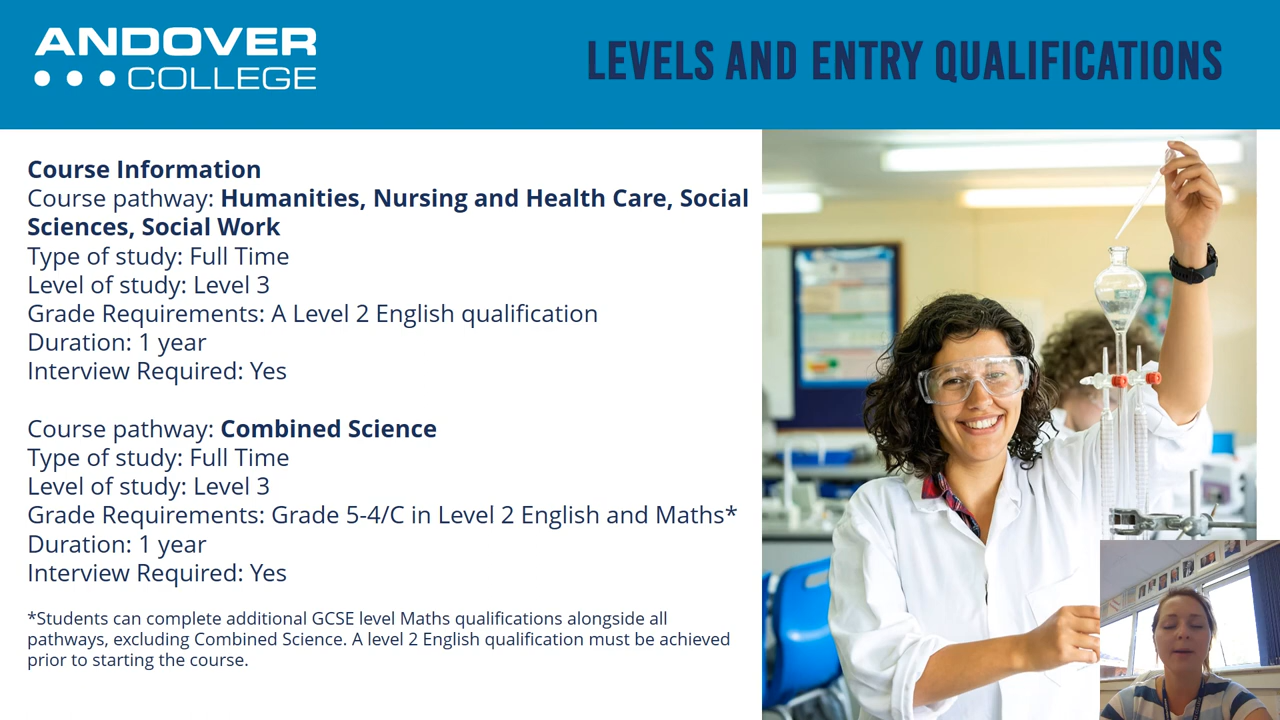 ANDOVER
COLLEGE
LEVELS AND ENTRY QUALIFICATIONS
Course Information
Course pathway: Humanities, Nursing and Health Care, Social
Sciences, Social Work
Type of study: Full Time
Level of study: Level 3
Grade Requirements: A Level 2 English qualification
Duration: 1 year
Interview Required: Yes
Course pathway: Combined Science
Type of study: Full Time
Level of study: Level 3
Grade Requirements: Grade 5-4/C in Level 2 English and Maths*
Duration: 1 year
Interview Required: Yes
*Students can complete additional GCSE level Maths qualifications alongside all
pathways, excluding Combined Science. A level 2 English qualification must be achieved
prior to starting the course.